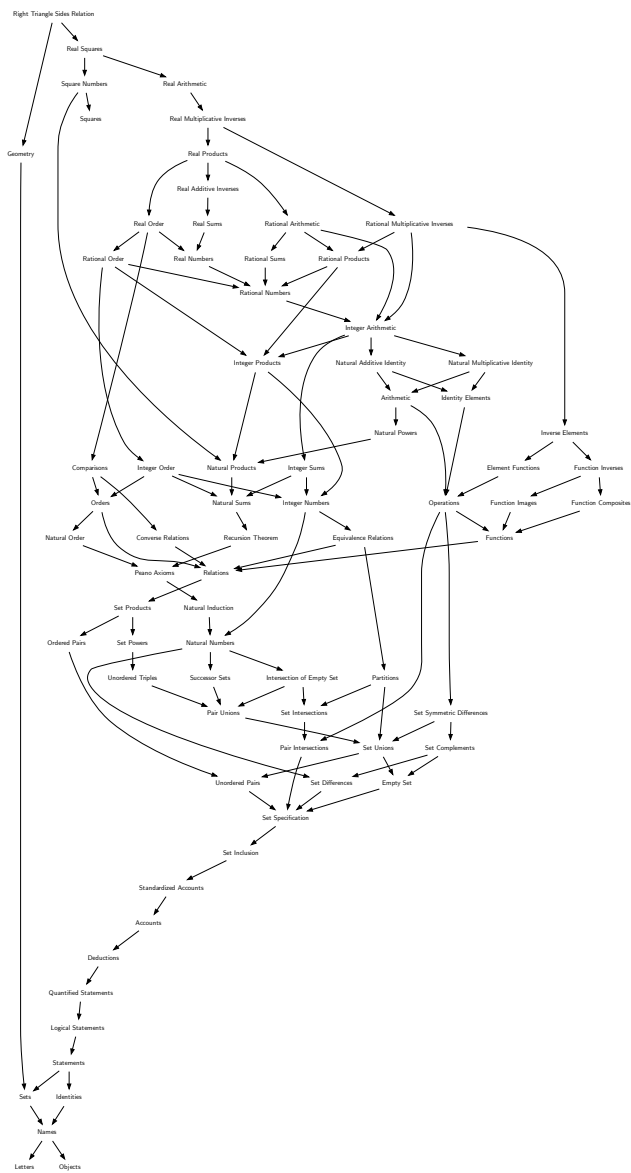 Right Triangle Sides Relation
Real Squares
Square Numbers Real Arithmetic
Squares Real Multiplicative Inverses
Geometry Real Products
Real Additive Inverses
Real Order Real Sums Rational Arithmetic Rational Multiplicative Inverses
Rational Order Real Numbers Rational Sums Rational Products
Rational Numbers
Integer Arithmetic
Integer Products Natural Additive Identity Natural Multiplicative Identity
Arithmetic Identity Elements
Natural Powers Inverse Elements
Comparisons Integer Order Natural Products Integer Sums Element Functions Function Inverses
Orders Natural Sums Integer Numbers Operations Function Images Function Composites
Natural Order Converse Relations Recursion Theorem Equivalence Relations Functions
Peano Axioms Relations
Set Products Natural Induction
Ordered Pairs Set Powers Natural Numbers
Unordered Triples Successor Sets Intersection of Empty Set Partitions
Pair Unions Set Intersections Set Symmetric Differences
Pair Intersections Set Unions Set Complements
Unordered Pairs Set Differences Empty Set
Set Specification
Set Inclusion
Standardized Accounts
Accounts
Deductions
Quantified Statements
Logical Statements
Statements
Sets Identities
Names
Letters Objects